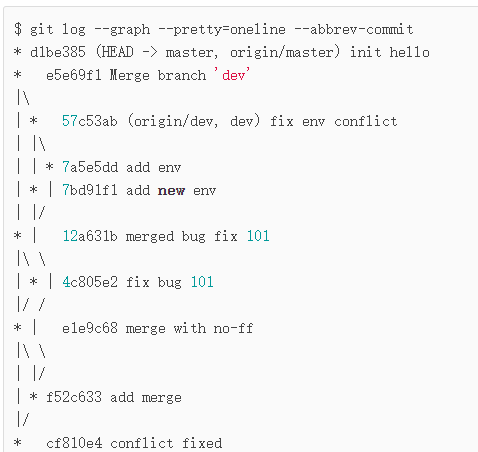 $ git log --graph --pretty=oneline --abbrev-commit
* d1be385 (HEAD -> master, origin/master) init hello
*   e5e69f1 Merge branch 'dev'
|\
| *   57c53ab (origin/dev, dev) fix env conflict
| |\
| | * 7a5e5dd add env
| * | 7bd91f1 add new env
| |/
* |   12a631b merged bug fix 101
|\ \
| * | 4c805e2 fix bug 101
|/ /
* |   e1e9c68 merge with no-ff
|\ \
| |/
| * f52c633 add merge
|/
*   cf810e4 conflict fixed